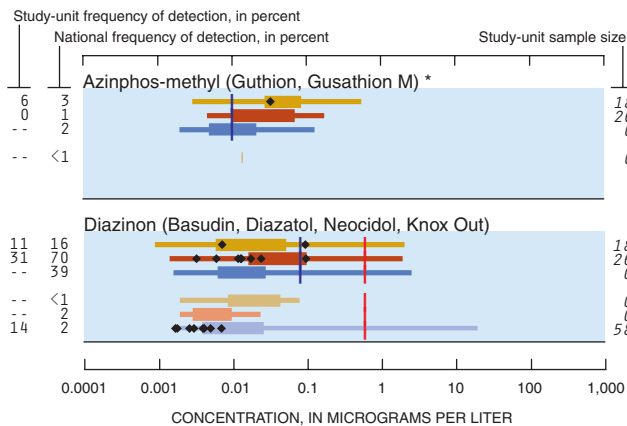 Study-unit frequency of detection, in percent
National frequency of detection, in percent
Study-unit sample size
Azinphos-methyl (Guthion, Gusathion M) *
6 3
0 1
-- 2
-- <1
Diazinon (Basudin, Diazatol, Neocidol, Knox Out)
11 16
31 70
-- 39
-- <1
-- 2
14 2
0.0001 0.001 0.01 0.1 1 10 100 1,000
CONCENTRATION, IN MICROGRAMS PER LITER